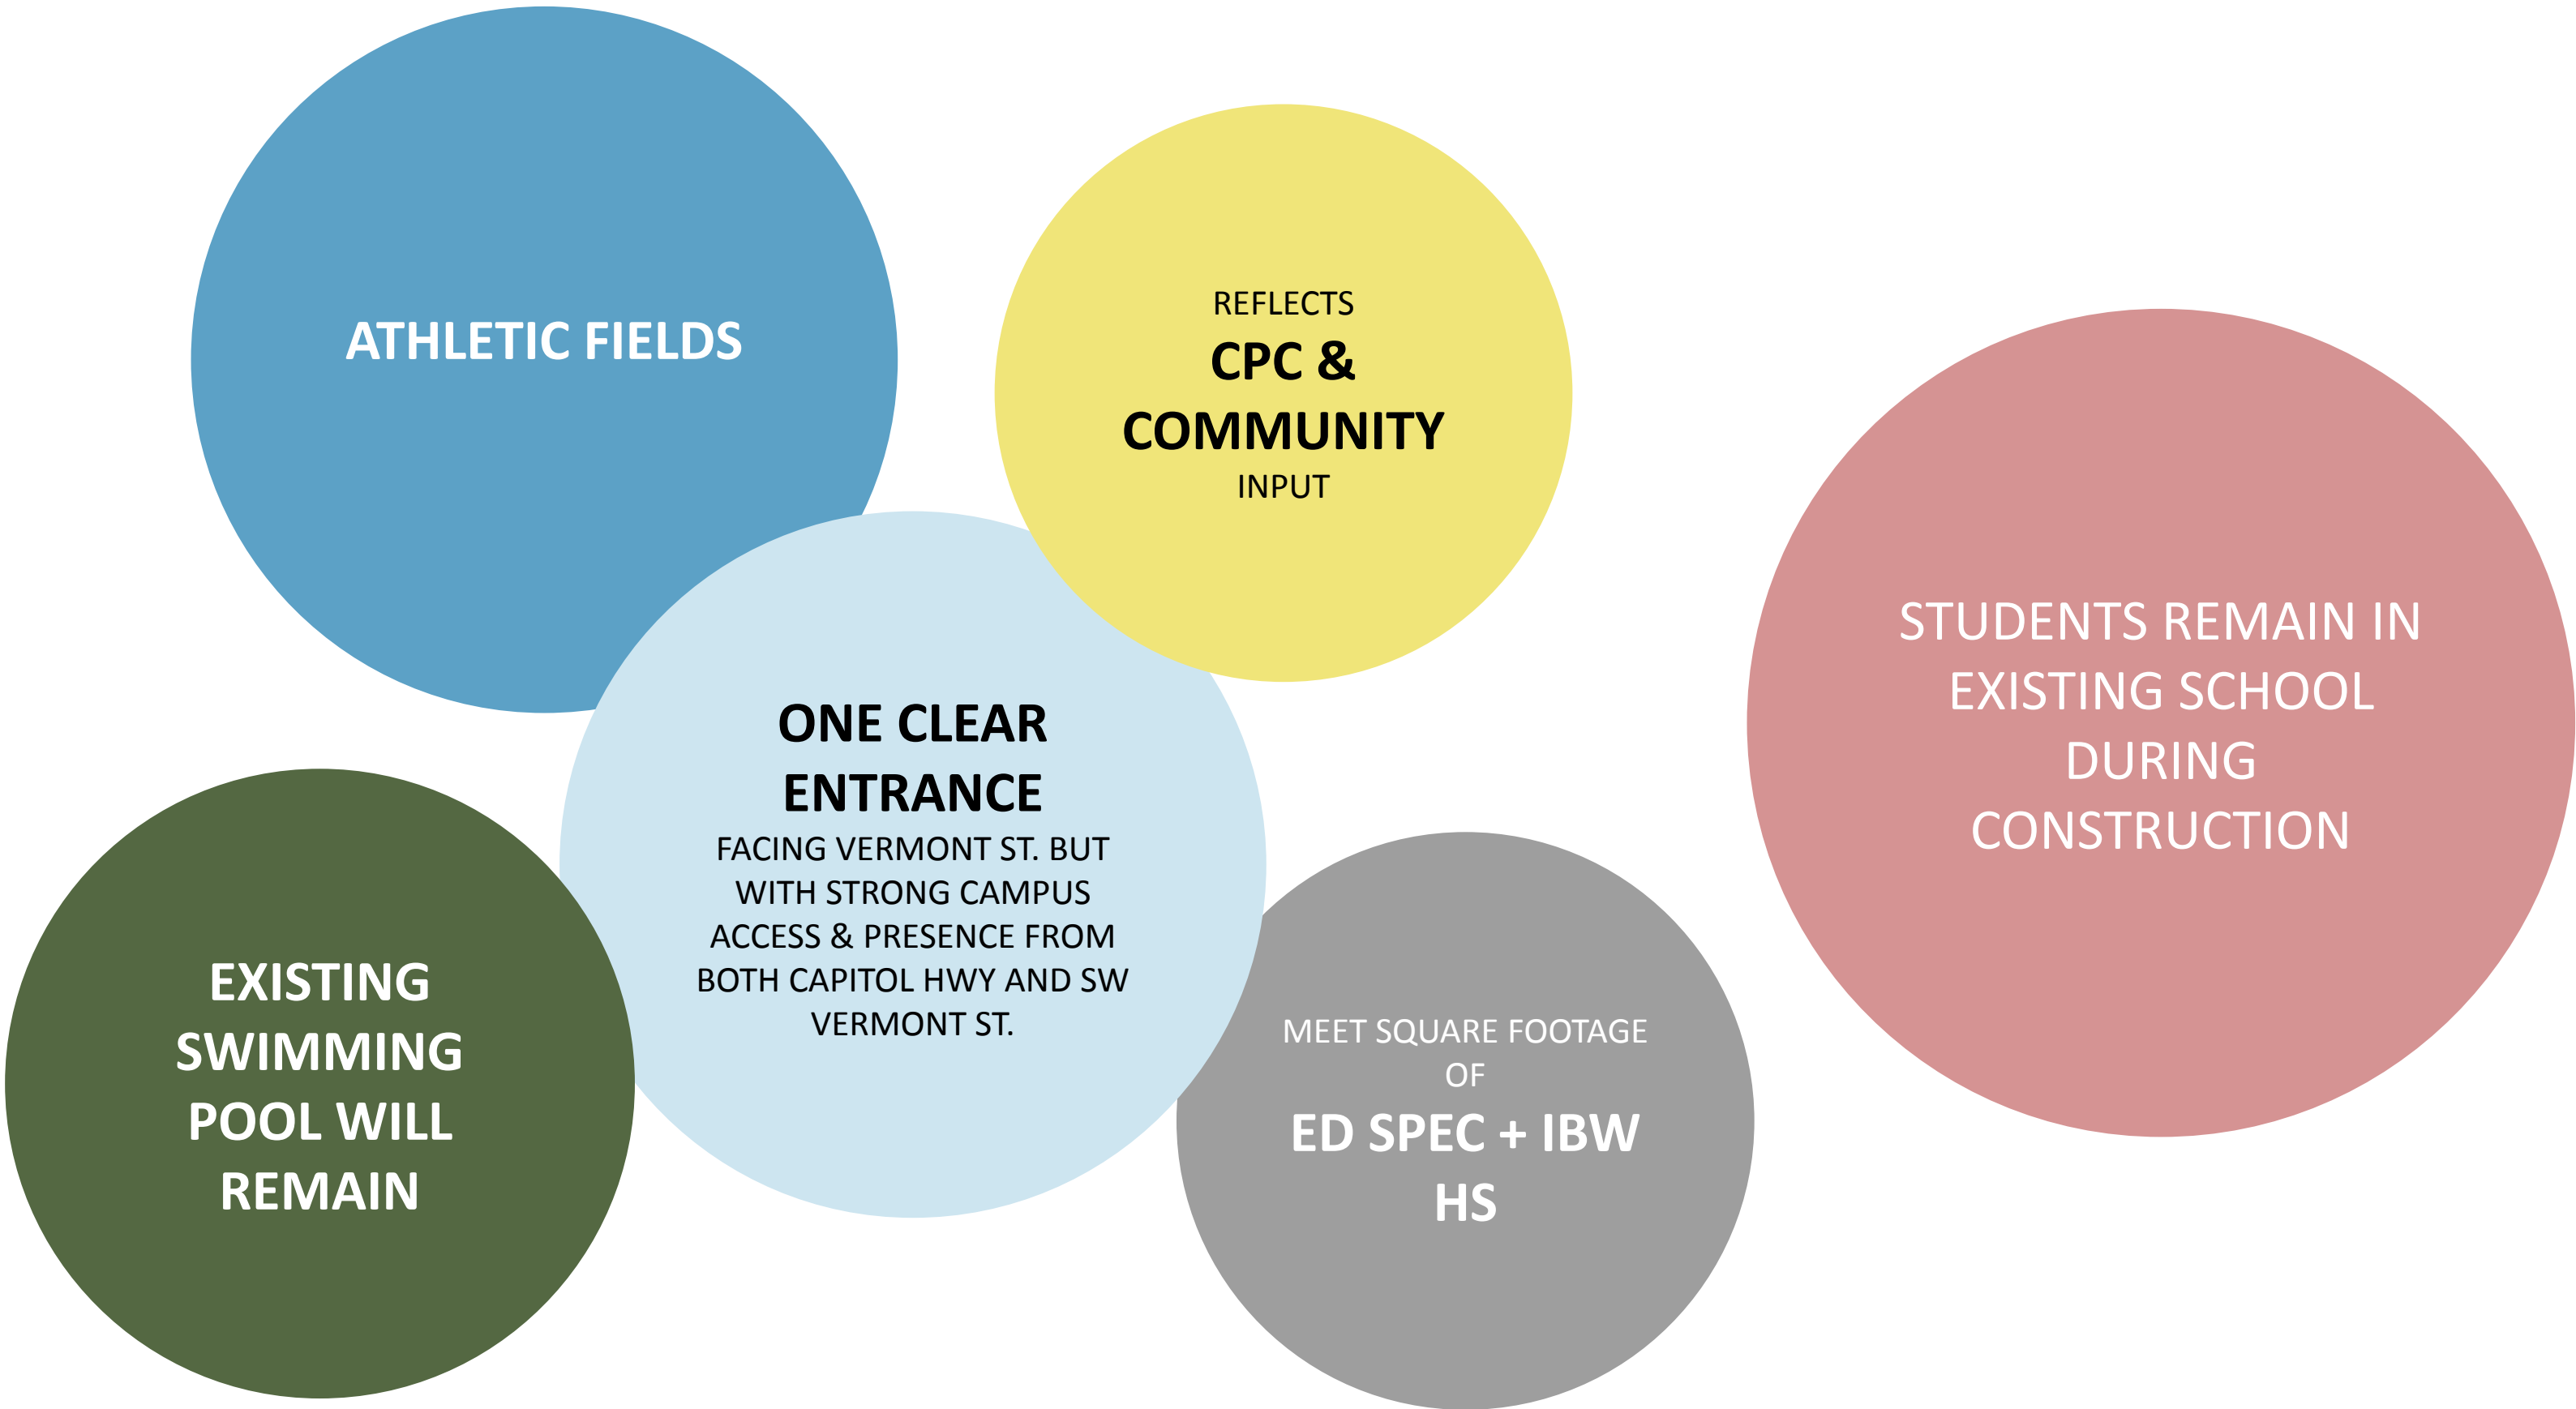 ATHLETIC FIELDS
REFLECTS
CPC &
COMMUNITY
INPUT
STUDENTS REMAIN IN
EXISTING SCHOOL
DURING
CONSTRUCTION
ONE CLEAR
ENTRANCE
FACING VERMONT ST. BUT
WITH STRONG CAMPUS
ACCESS & PRESENCE FROM
BOTH CAPITOL HWY AND SW
VERMONT ST.
EXISTING
SWIMMING
POOL WILL
REMAIN
MEET SQUARE FOOTAGE
OF
ED SPEC + IBW
HS